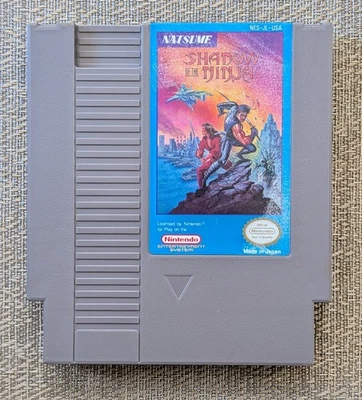 NES-JL-USA
NATSUME
SHADOW
OF THE
NINJA
Licensed by Nintendo®
for Play on the
Nintendo
ENTERTAINMENT
SYSTEM
Made in Japan